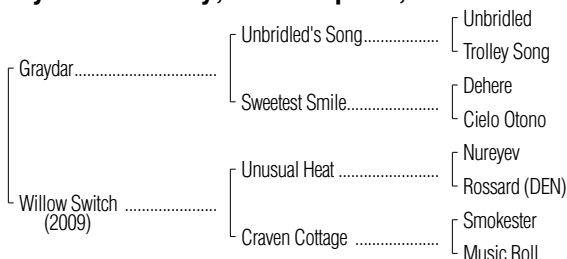 Unbridled
Unbridled's Song
Trolley Song
Graydar
Dehere
Sweetest Smile
Cielo Otono
Nureyev
Unusual Heat
Rossard (DEN)
Willow Switch
(2009)
Smokester
Craven Cottage
Music Roll